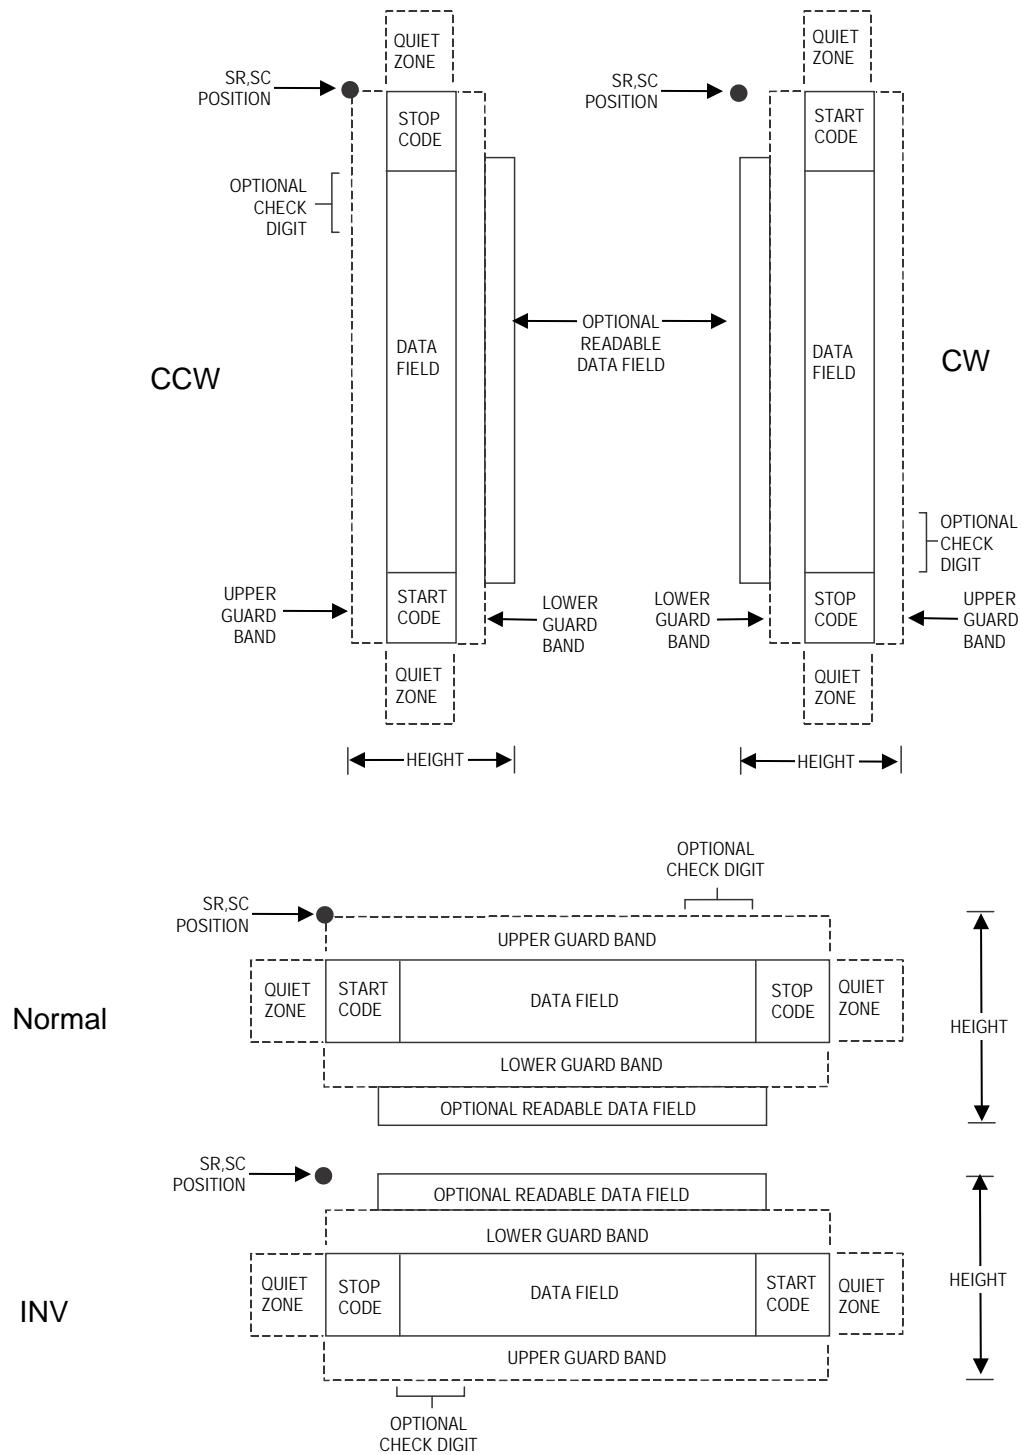 QUIET
ZONE
SR,SC
POSITION
STOP
CODE
OPTIONAL
CHECK
DIGIT
DATA
FIELD
CCW
UPPER
GUARD
BAND
START
CODE
LOWER
GUARD
BAND
QUIET
ZONE
HEIGHT
OPTIONAL
READABLE
DATA FIELD
QUIET
ZONE
SR,SC
POSITION
START
CODE
DATA
FIELD
CW
OPTIONAL
CHECK
DIGIT
LOWER
GUARD
BAND
STOP
CODE
UPPER
GUARD
BAND
QUIET
ZONE
HEIGHT
OPTIONAL
CHECK DIGIT
SR,SC
POSITION
UPPER GUARD BAND
Normal
QUIET
ZONE
START
CODE
DATA FIELD
STOP
CODE
QUIET
ZONE
HEIGHT
LOWER GUARD BAND
OPTIONAL READABLE DATA FIELD
SR,SC
POSITION
OPTIONAL READABLE DATA FIELD
LOWER GUARD BAND
INV
QUIET
ZONE
STOP
CODE
DATA FIELD
START
CODE
QUIET
ZONE
HEIGHT
UPPER GUARD BAND
OPTIONAL
CHECK DIGIT